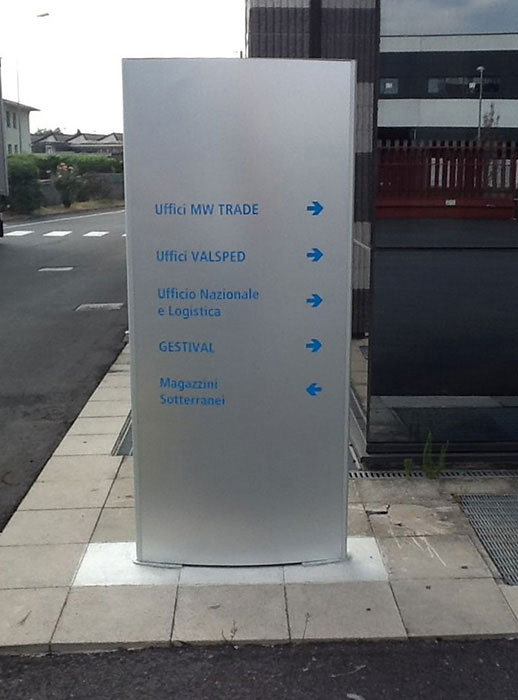 Uffici MW TRADE
Uffici VALSPED
Ufficio Nazionale
e Logistica
GESTIVAL
Magazzini
Sotterranei